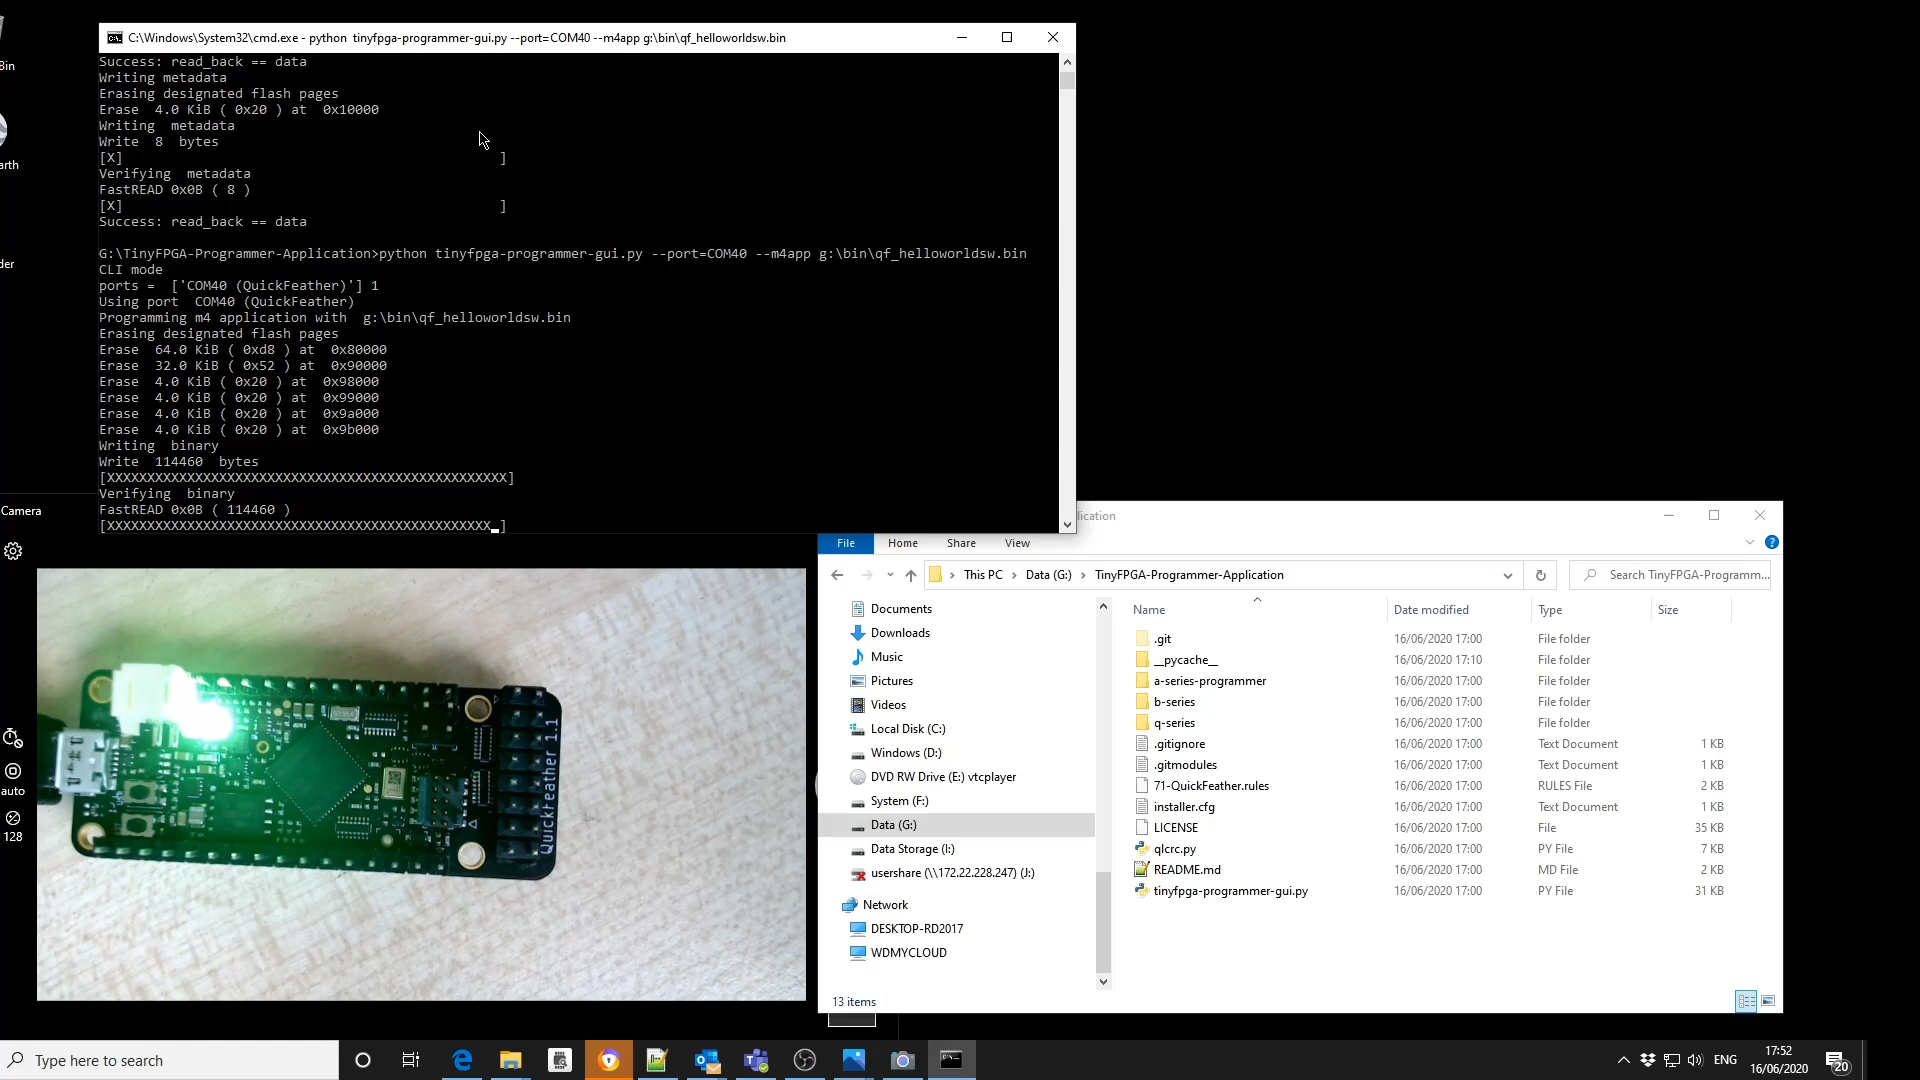 Bin
arth
der
C:\Windows\System32\cmd.exe - python tinyfpga-programmer-gui.py --port=COM40 --m4app g:\bin\qf_helloworldsw.bin
Success: read_back == data
Writing metadata
Erasing designated flash pages
Erase 4.0 KiB ( 0x20 ) at 0x10000
Writing metadata
Write 8 bytes
[X] ]
Verifying metadata
FastREAD 0x0B ( 8 )
[X] ]
Success: read_back == data
G:\TinyFPGA-Programmer-Application>python tinyfpga-programmer-gui.py --port=COM40 --m4app g:\bin\qf_helloworldsw.bin
CLI mode
ports = ['COM40 (QuickFeather)'] 1
Using port COM40 (QuickFeather)
Programming m4 application with g:\bin\qf_helloworldsw.bin
Erasing designated flash pages
Erase 64.0 KiB ( 0xd8 ) at 0x80000
Erase 32.0 KiB ( 0x52 ) at 0x90000
Erase 4.0 KiB ( 0x20 ) at 0x98000
Erase 4.0 KiB ( 0x20 ) at 0x99000
Erase 4.0 KiB ( 0x20 ) at 0x9a000
Erase 4.0 KiB ( 0x20 ) at 0x9b000
Writing binary
Write 114460 bytes
[XXXXXXXXXXXXXXXXXXXXXXXXXXXXXXXXXXXXXXXXXXXXXXXXXX]
Verifying binary
FastREAD 0x0B ( 114460 )
[XXXXXXXXXXXXXXXXXXXXXXXXXXXXXXXXXXXXXXXXXXXXXXXX_]
Camera
auto
128
QuickFeather 1.1
lication
File Home Share View
This PC > Data (G:) > TinyFPGA-Programmer-Application
Search TinyFPGA-Programm...
Documents
Downloads
Music
Pictures
Videos
Local Disk (C:)
Windows (D:)
DVD RW Drive (E:) vtcplayer
System (F:)
Data (G:)
Data Storage (I:)
usershare (\\172.22.228.247) (J:)
Network
DESKTOP-RD2017
WDMYCLOUD
Name Date modified Type Size
.git 16/06/2020 17:00 File folder
__pycache__ 16/06/2020 17:10 File folder
a-series-programmer 16/06/2020 17:00 File folder
b-series 16/06/2020 17:00 File folder
q-series 16/06/2020 17:00 File folder
.gitignore 16/06/2020 17:00 Text Document 1 KB
.gitmodules 16/06/2020 17:00 Text Document 1 KB
71-QuickFeather.rules 16/06/2020 17:00 RULES File 2 KB
installer.cfg 16/06/2020 17:00 Text Document 1 KB
LICENSE 16/06/2020 17:00 File 35 KB
qlcrc.py 16/06/2020 17:00 PY File 7 KB
README.md 16/06/2020 17:00 MD File 2 KB
tinyfpga-programmer-gui.py 16/06/2020 17:00 PY File 31 KB
13 items
Type here to search
ENG
17:52
16/06/2020
20